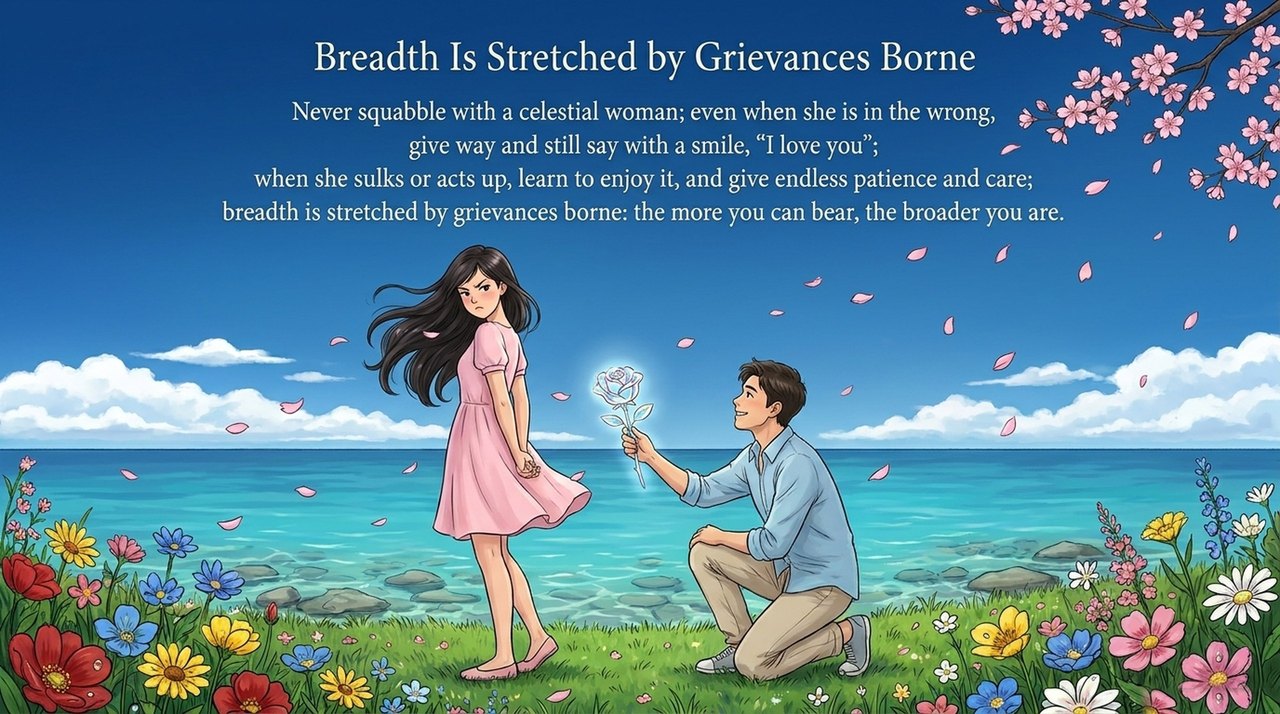 Breadth Is Stretched by Grievances Borne
Never squabble with a celestial woman; even when she is in the wrong,
give way and still say with a smile, “I love you”;
when she sulks or acts up, learn to enjoy it, and give endless patience and care;
breadth is stretched by grievances borne: the more you can bear, the broader you are.